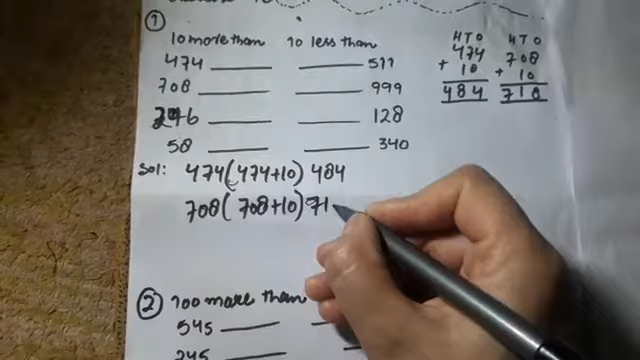 ①
10 more than 10 less than
474 ______ ______ 511
708 ______ ______ 999
246 ______ ______ 128
58 ______ ______ 340
HTO
474
+ 10
484
HTO
708
+ 10
718
Sol: 474(474+10) 484
708(708+10) 71
② 100 more than
545 ______
245 ______